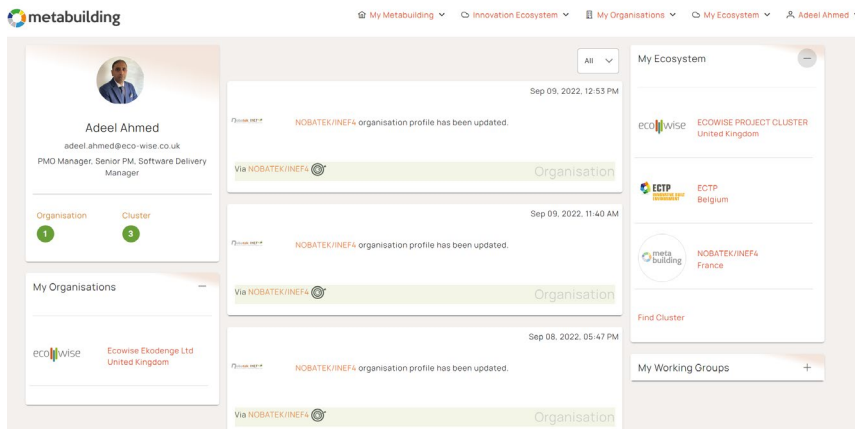 metabuilding
My Metabuilding
Innovation Ecosystem
My Organisations
My Ecosystem
Adeel Ahmed
Adeel Ahmed
adeel.ahmed@eco-wise.co.uk
PMO Manager, Senior PM, Software Delivery
Manager
Organisation
Cluster
1
3
My Organisations
ecowise
Ecowise Ekodenge Ltd
United Kingdom
All
Sep 09, 2022, 12:53 PM
NOBATEK/INEF4 organisation profile has been updated.
Via NOBATEK/INEF4
Organisation
Sep 09, 2022, 11:40 AM
NOBATEK/INEF4 organisation profile has been updated.
Via NOBATEK/INEF4
Organisation
Sep 08, 2022, 05:47 PM
NOBATEK/INEF4 organisation profile has been updated.
Via NOBATEK/INEF4
Organisation
My Ecosystem
ecowise
ECOWISE PROJECT CLUSTER
United Kingdom
ECTP
ECTP
Belgium
meta
building
NOBATEK/INEF4
France
Find Cluster
My Working Groups